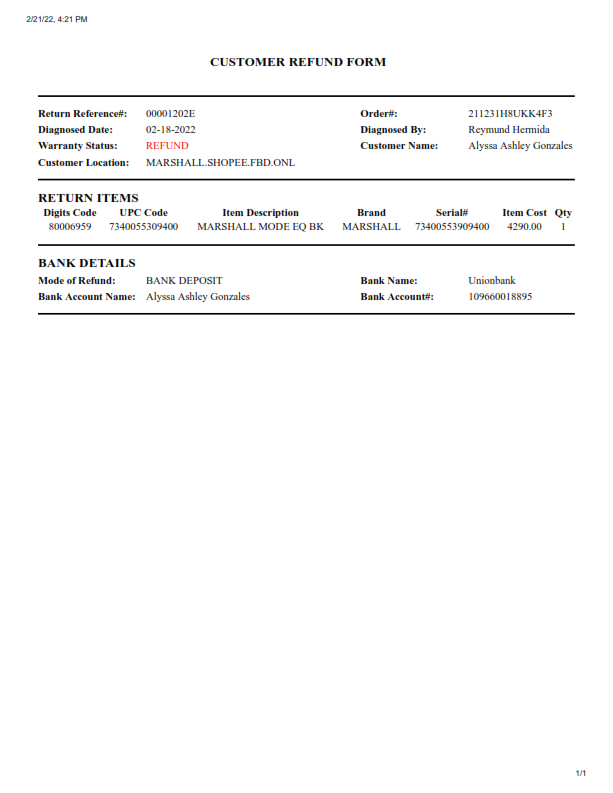 2/21/22, 4:21 PM
CUSTOMER REFUND FORM
Return Reference#: 00001202E Order#: 211231H8UKK4F3
Diagnosed Date: 02-18-2022 Diagnosed By: Reymund Hermida
Warranty Status: REFUND Customer Name: Alyssa Ashley Gonzales
Customer Location: MARSHALL.SHOPEE.FBD.ONL
RETURN ITEMS
Digits Code UPC Code Item Description Brand Serial# Item Cost Qty
80006959 7340055309400 MARSHALL MODE EQ BK MARSHALL 73400553909400 4290.00 1
BANK DETAILS
Mode of Refund: BANK DEPOSIT Bank Name: Unionbank
Bank Account Name: Alyssa Ashley Gonzales Bank Account#: 109660018895
1/1